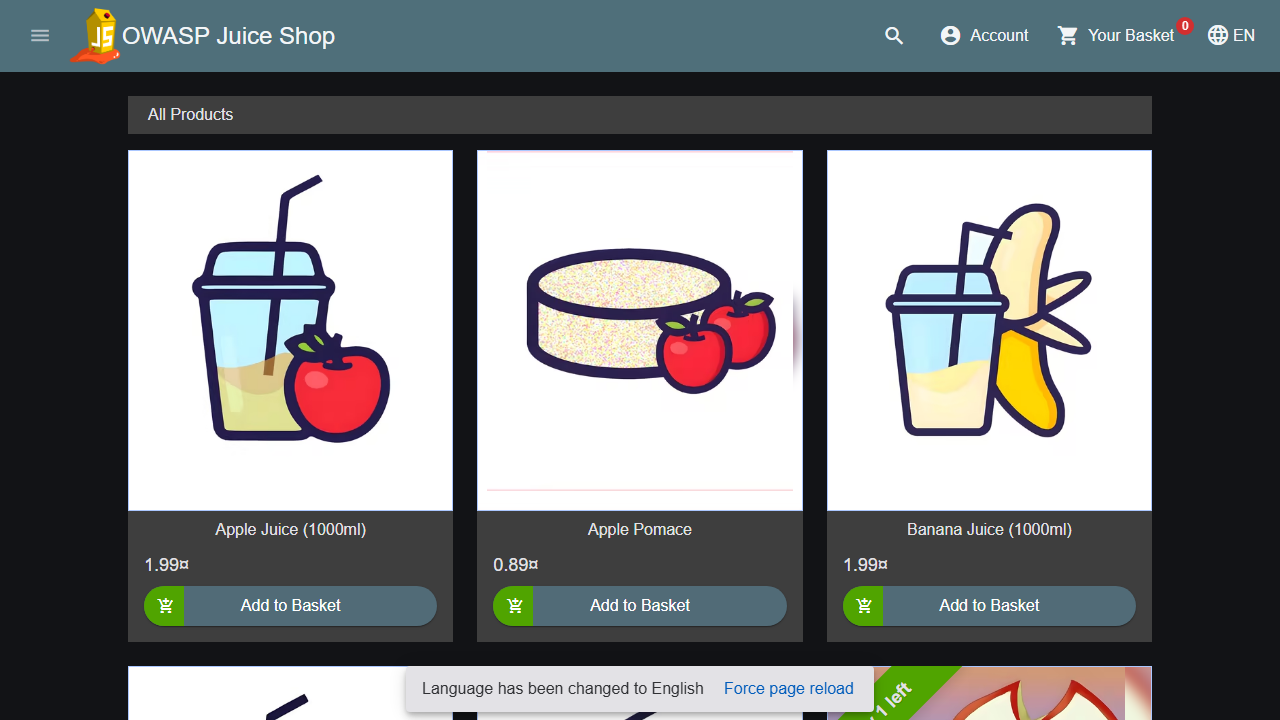 OWASP Juice Shop
Account
Your Basket
0
EN
All Products
Apple Juice (1000ml)
1.99¤
Add to Basket
Apple Pomace
0.89¤
Add to Basket
Banana Juice (1000ml)
1.99¤
Add to Basket
Language has been changed to English
Force page reload
1 left